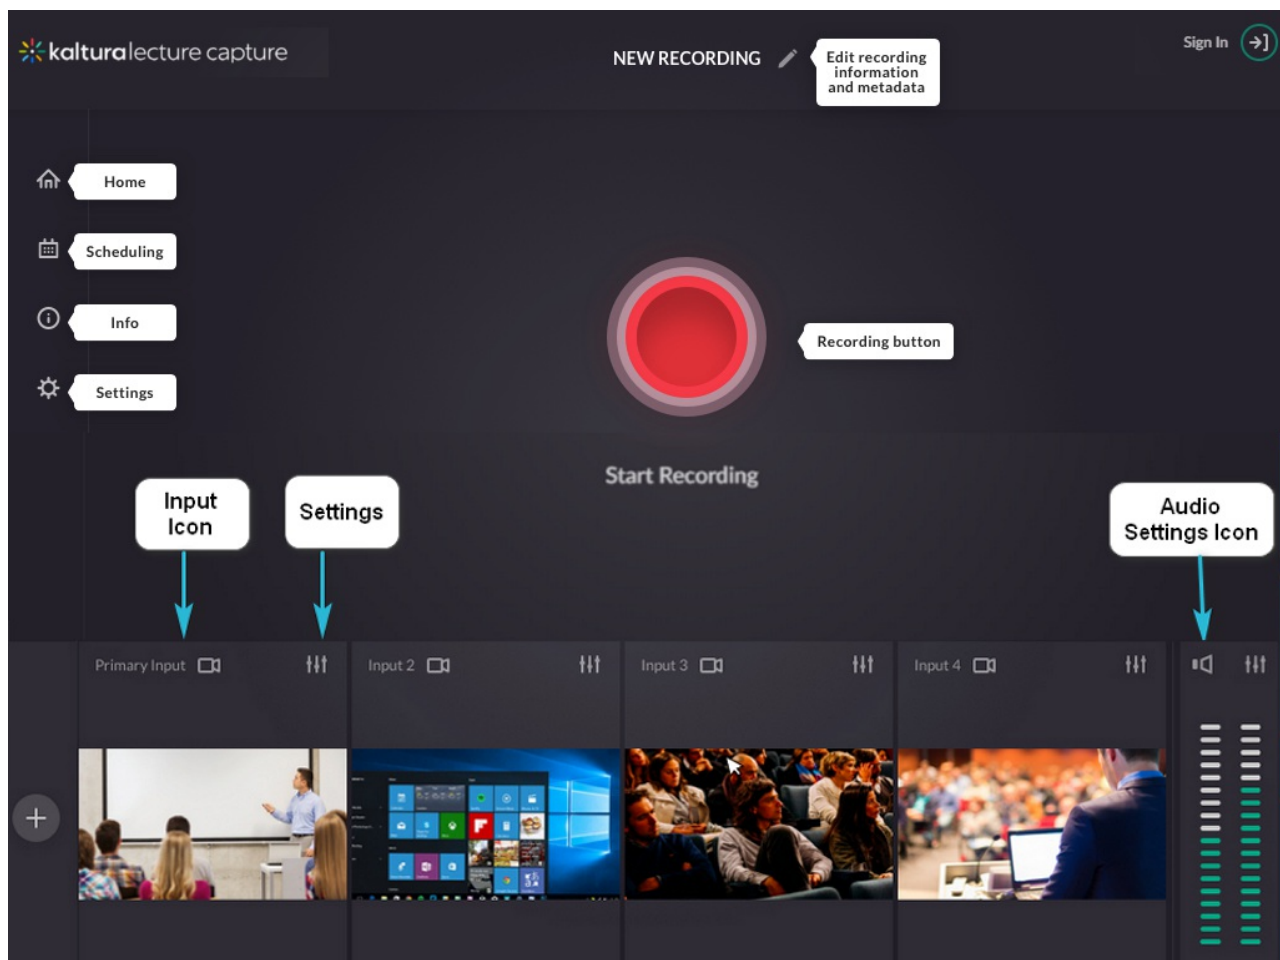 kaltura lecture capture
NEW RECORDING
Edit recording
information
and metadata
Sign In
Home
Scheduling
Info
Settings
Recording button
Start Recording
Input
Icon
Settings
Audio
Settings Icon
Primary Input
Input 2
Input 3
Input 4